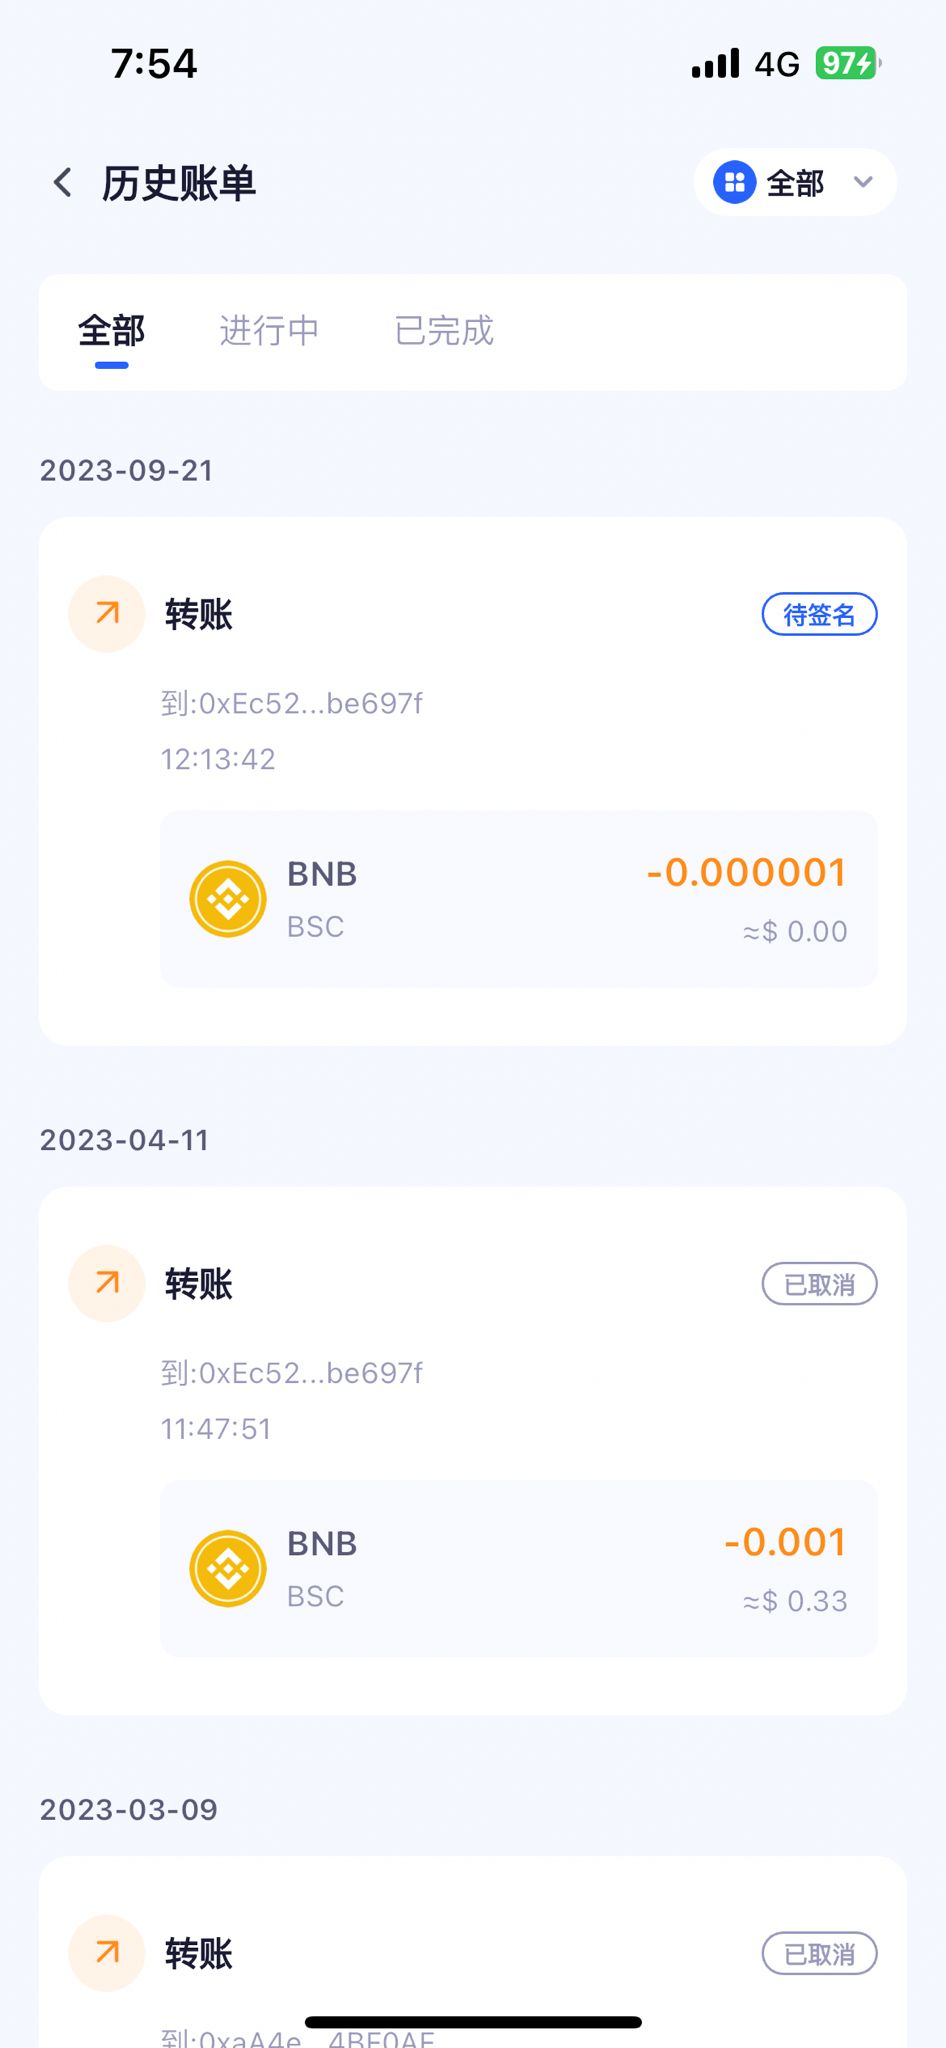 7:54
4G 97
历史账单
全部
全部 进行中 已完成
2023-09-21
转账
待签名
到:0xEc52...be697f
12:13:42
BNB
-0.000001
BSC
≈$ 0.00
2023-04-11
转账
已取消
到:0xEc52...be697f
11:47:51
BNB
-0.001
BSC
≈$ 0.33
2023-03-09
转账
已取消
到:0xaA4e...4BF0AF